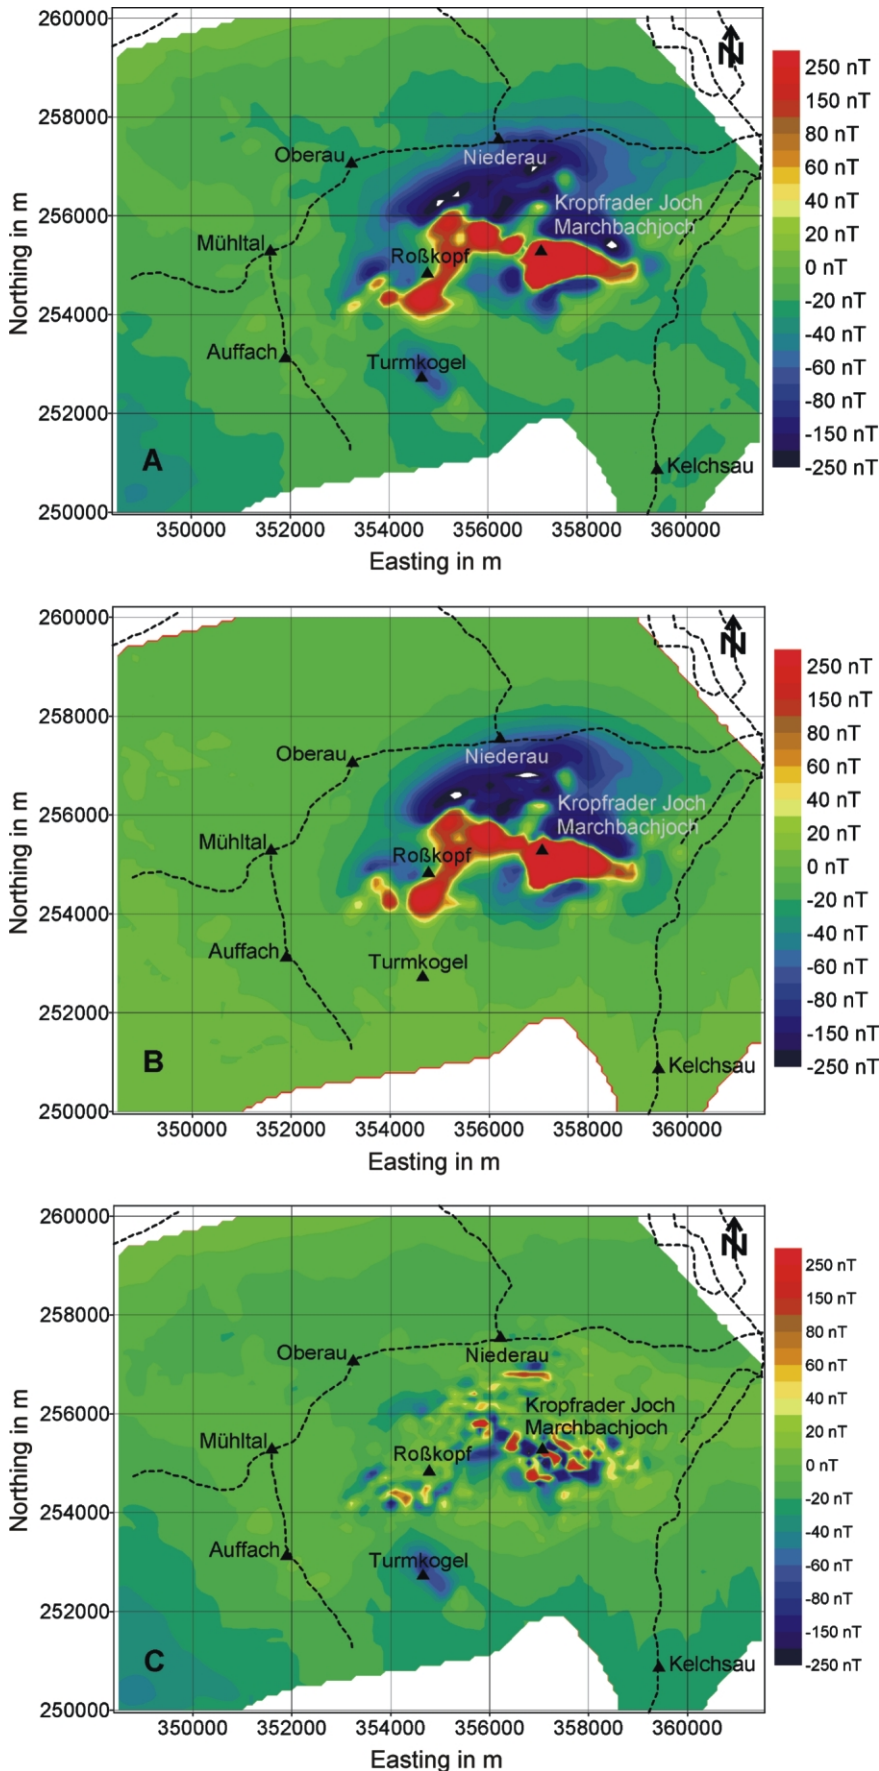 260000
258000
256000
254000
252000
250000
Northing in m
N
Oberau
Niederau
Kropfrader Joch
Marchbachjoch
Mühltal
Roßkopf
Auffach
Turmkogel
Kelchsau
A
350000 352000 354000 356000 358000 360000
Easting in m
250 nT
150 nT
80 nT
60 nT
40 nT
20 nT
0 nT
-20 nT
-40 nT
-60 nT
-80 nT
-150 nT
-250 nT
260000
258000
256000
254000
252000
250000
Northing in m
N
Oberau
Niederau
Kropfrader Joch
Marchbachjoch
Mühltal
Roßkopf
Auffach
Turmkogel
Kelchsau
B
350000 352000 354000 356000 358000 360000
Easting in m
250 nT
150 nT
80 nT
60 nT
40 nT
20 nT
0 nT
-20 nT
-40 nT
-60 nT
-80 nT
-150 nT
-250 nT
260000
258000
256000
254000
252000
250000
Northing in m
N
Oberau
Niederau
Kropfrader Joch
Marchbachjoch
Mühltal
Roßkopf
Auffach
Turmkogel
Kelchsau
C
350000 352000 354000 356000 358000 360000
Easting in m
250 nT
150 nT
80 nT
60 nT
40 nT
20 nT
0 nT
-20 nT
-40 nT
-60 nT
-80 nT
-150 nT
-250 nT